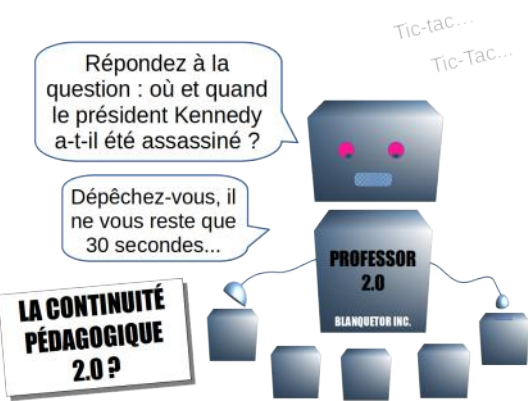 Tic-tac...
Tic-Tac...
Répondez à la
question : où et quand
le président Kennedy
a-t-il été assassiné ?
Dépêchez-vous, il
ne vous reste que
30 secondes...
PROFESSOR
2.0
BLANQUETOR INC.
LA CONTINUITÉ
PÉDAGOGIQUE
2.0 ?